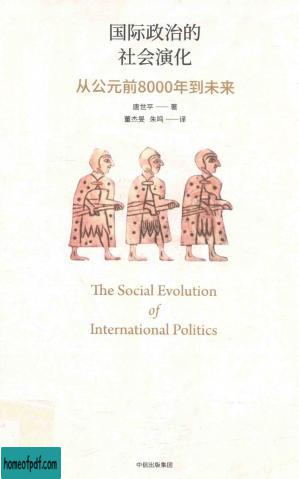 国际政治的
社会演化
从公元前8000年到未来
唐世平——著
董杰旻 朱鸣——译
The Social Evolution
of
International Politics
中信出版集团
homeofpdf.com